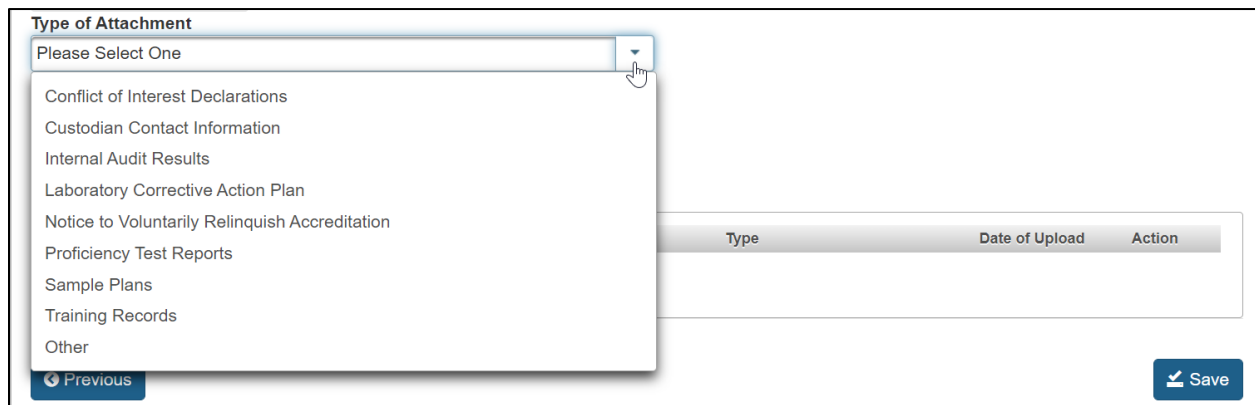 Type of Attachment
Please Select One
Conflict of Interest Declarations
Custodian Contact Information
Internal Audit Results
Laboratory Corrective Action Plan
Notice to Voluntarily Relinquish Accreditation
Proficiency Test Reports
Sample Plans
Training Records
Other
Type Date of Upload Action
Previous
Save